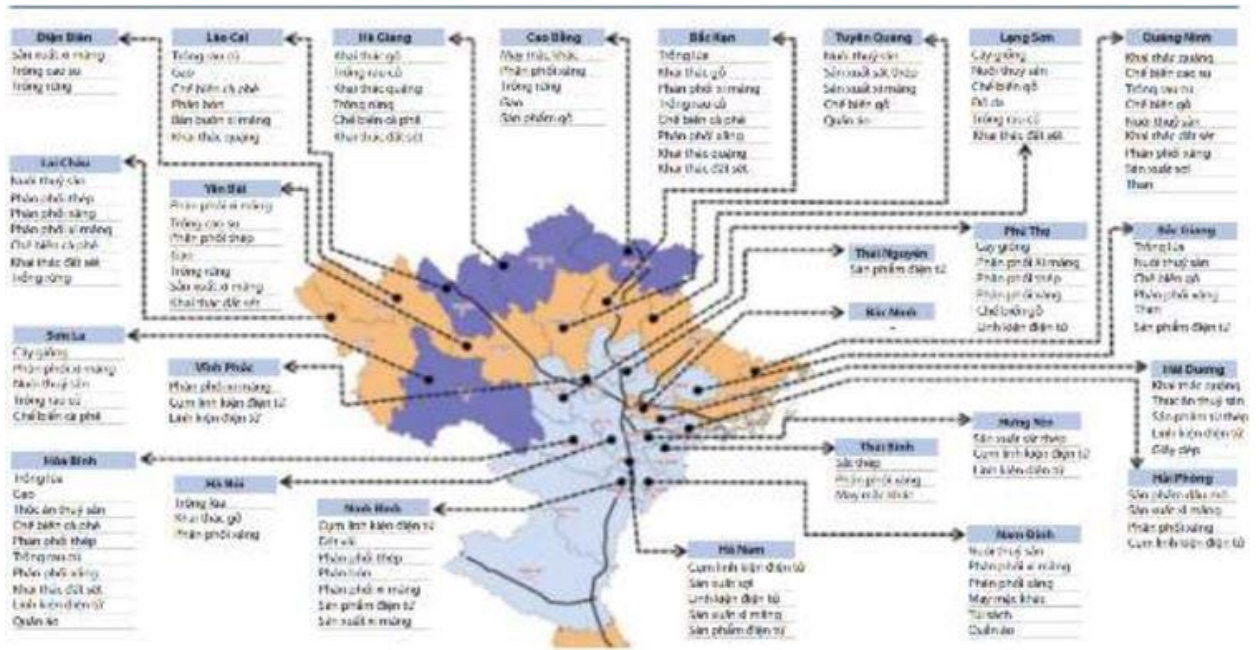 Điện Biên
Sản xuất xi măng
Trồng cao su
Trồng rừng
Lào Cai
Trồng rau củ
Gạo
Chế biến cà phê
Phân bón
Bán buôn xi măng
Khai thác quặng
Hà Giang
Khai thác gỗ
Trồng rau củ
Khai thác quặng
Trồng rừng
Chế biến cà phê
Khai thác đất sét
Cao Bằng
May mặc khác
Phân phối xăng
Trồng rừng
Gạo
Sản phẩm gỗ
Bắc Kạn
Trồng lúa
Khai thác gỗ
Phân phối xi măng
Trồng rau củ
Chế biến cà phê
Phân phối xăng
Khai thác quặng
Khai thác đất sét
Tuyên Quang
Nuôi thuỷ sản
Sản xuất sắt thép
Sản xuất xi măng
Chế biến gỗ
Quần áo
Lạng Sơn
Cây giống
Nuôi thuỷ sản
Chế biến gỗ
Đồ da
Trồng rau củ
Khai thác đất sét
Quảng Ninh
Khai thác quặng
Chế biến cao su
Trồng rau củ
Chế biến gỗ
Nuôi thuỷ sản
Khai thác đất sét
Phân phối xăng
Sản xuất sợi
Than
Lai Châu
Nuôi thuỷ sản
Phân phối thép
Phân phối xăng
Phân phối xi măng
Chế biến cà phê
Khai thác đất sét
Trồng rừng
Yên Bái
Phân phối xi măng
Trồng cao su
Phân phối thép
Gạo
Trồng rừng
Sản xuất xi măng
Khai thác đất sét
Thái Nguyên
Sản phẩm điện tử
Phú Thọ
Cây giống
Phân phối Xi măng
Phân phối thép
Phân phối xăng
Chế biến gỗ
Linh kiện điện tử
Bắc Giang
Trồng lúa
Nuôi thuỷ sản
Chế biến gỗ
Phân phối xăng
Than
Sản phẩm điện tử
Bắc Ninh
-
Sơn La
Cây giống
Phân phối xi măng
Nuôi thuỷ sản
Trồng rau củ
Chế biến cà phê
Vĩnh Phúc
Phân phối xi măng
Cụm linh kiện điện tử
Linh kiện điện tử
Hải Dương
Khai thác quặng
Thức ăn thuỷ sản
Sản phẩm từ thép
Linh kiện điện tử
Giầy dép
Hưng Yên
Sản xuất sắt thép
Cụm linh kiện điện tử
Linh kiện điện tử
Thái Bình
Sắt thép
Phân phối xăng
May mặc khác
Hải Phòng
Sản phẩm dầu mỏ
Sản xuất xi măng
Phân phối xăng
Cụm linh kiện điện tử
Hòa Bình
Trồng lúa
Gạo
Thức ăn thuỷ sản
Chế biến cà phê
Phân phối thép
Trồng rau củ
Phân phối xăng
Khai thác đất sét
Linh kiện điện tử
Quần áo
Hà Nội
Trồng lúa
Khai thác gỗ
Phân phối xăng
Ninh Bình
Cụm linh kiện điện tử
Dệt vải
Phân phối thép
Phân bón
Phân phối xi măng
Sản phẩm điện tử
Sản xuất xi măng
Hà Nam
Cụm linh kiện điện tử
Sản xuất sợi
Linh kiện điện tử
Sản xuất xi măng
Sản phẩm điện tử
Nam Định
Nuôi thuỷ sản
Phân phối xi măng
Phân phối xăng
May mặc khác
Túi sách
Quần áo